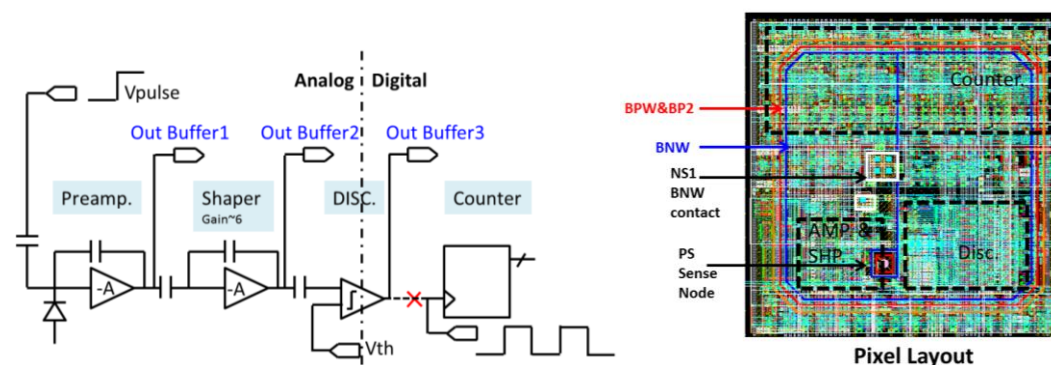 Analog
Digital
Vpulse
Out Buffer1
Out Buffer2
Out Buffer3
Preamp.
Shaper
Gain~6
DISC.
Counter
-A
-A
Vth
Counter
BPW&BP2
BNW
NS1
BNW
contact
AMP &
SHP.
Disc.
PS
Sense
Node
Pixel Layout